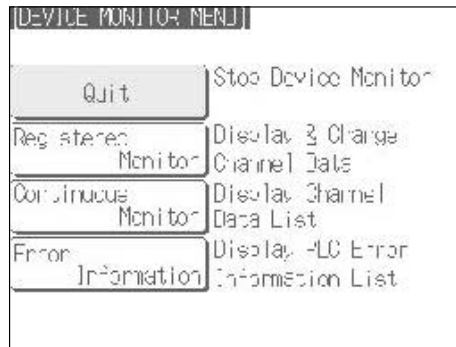 [DEVICE MONITOR MENU]
Quit
Stop Device Monitor
Registered
Monitor
Display & Change
Channel Data
Continuous
Monitor
Display Channel
Data List
Error
Information
Display PLC Error
Information List